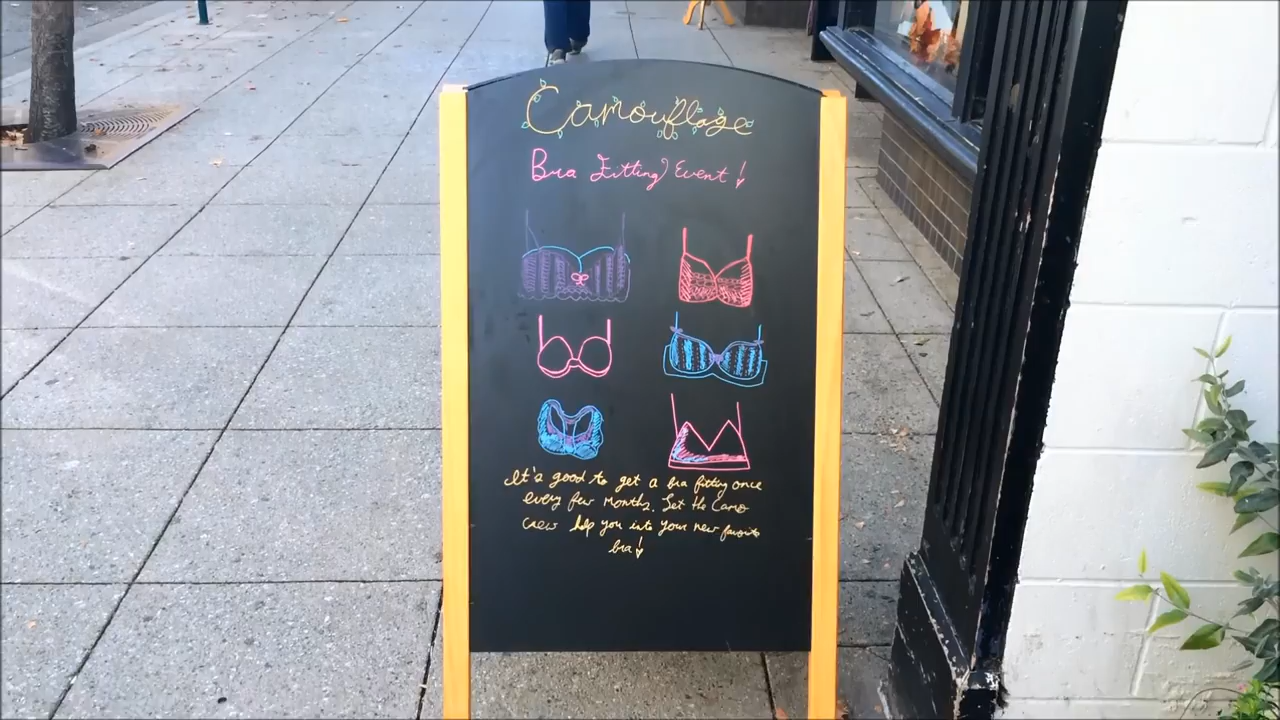 Camouflage
Bra Fitting Event!
It's good to get a bra fitting once
every few months. Let the Camo
crew help you into your new favorite
bra!